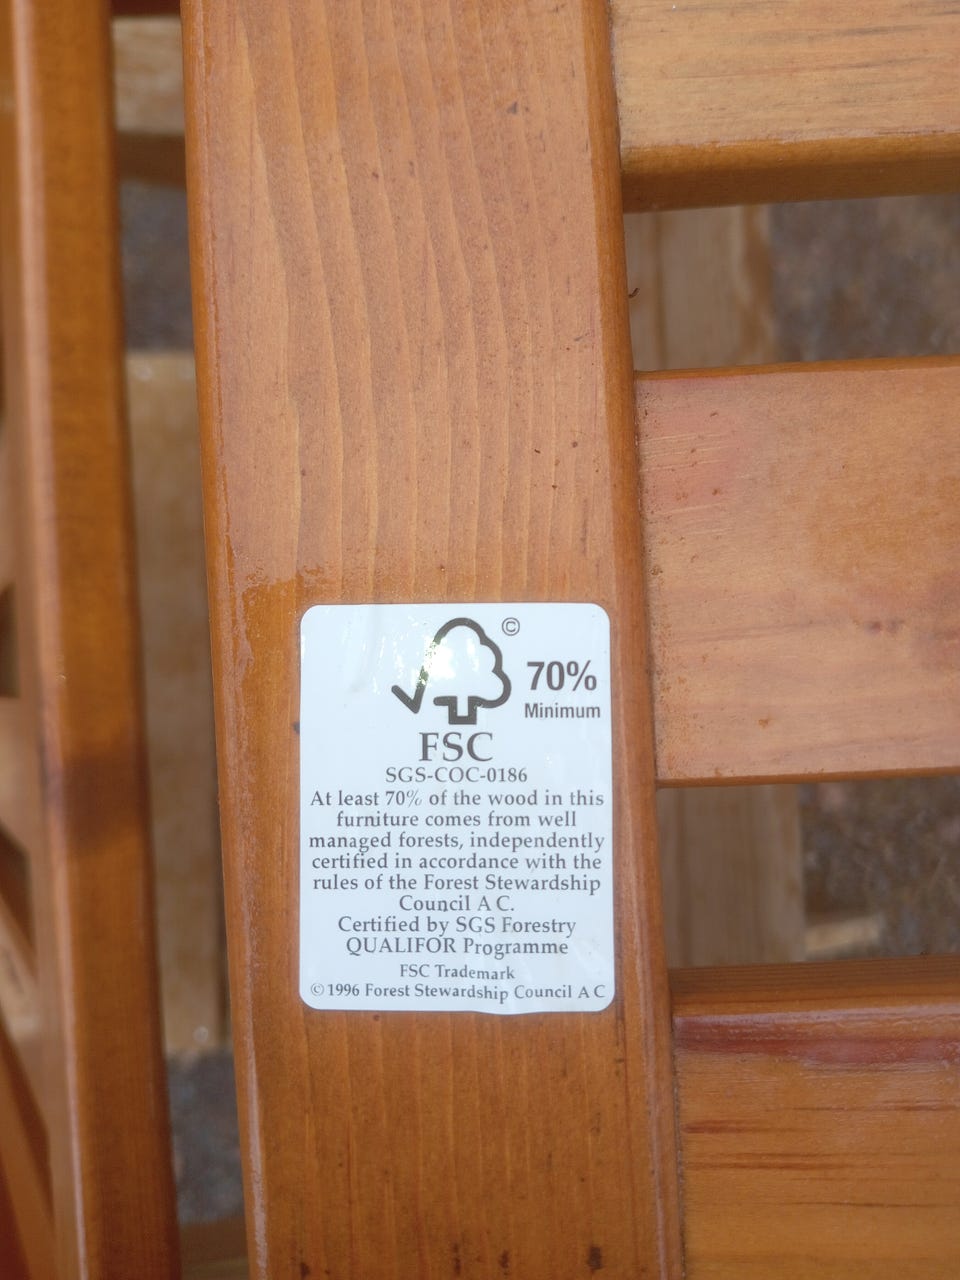 ©
70%
Minimum
FSC
SGS-COC-0186
At least 70% of the wood in this
furniture comes from well
managed forests, independently
certified in accordance with the
rules of the Forest Stewardship
Council A C.
Certified by SGS Forestry
QUALIFOR Programme
FSC Trademark
© 1996 Forest Stewardship Council A C